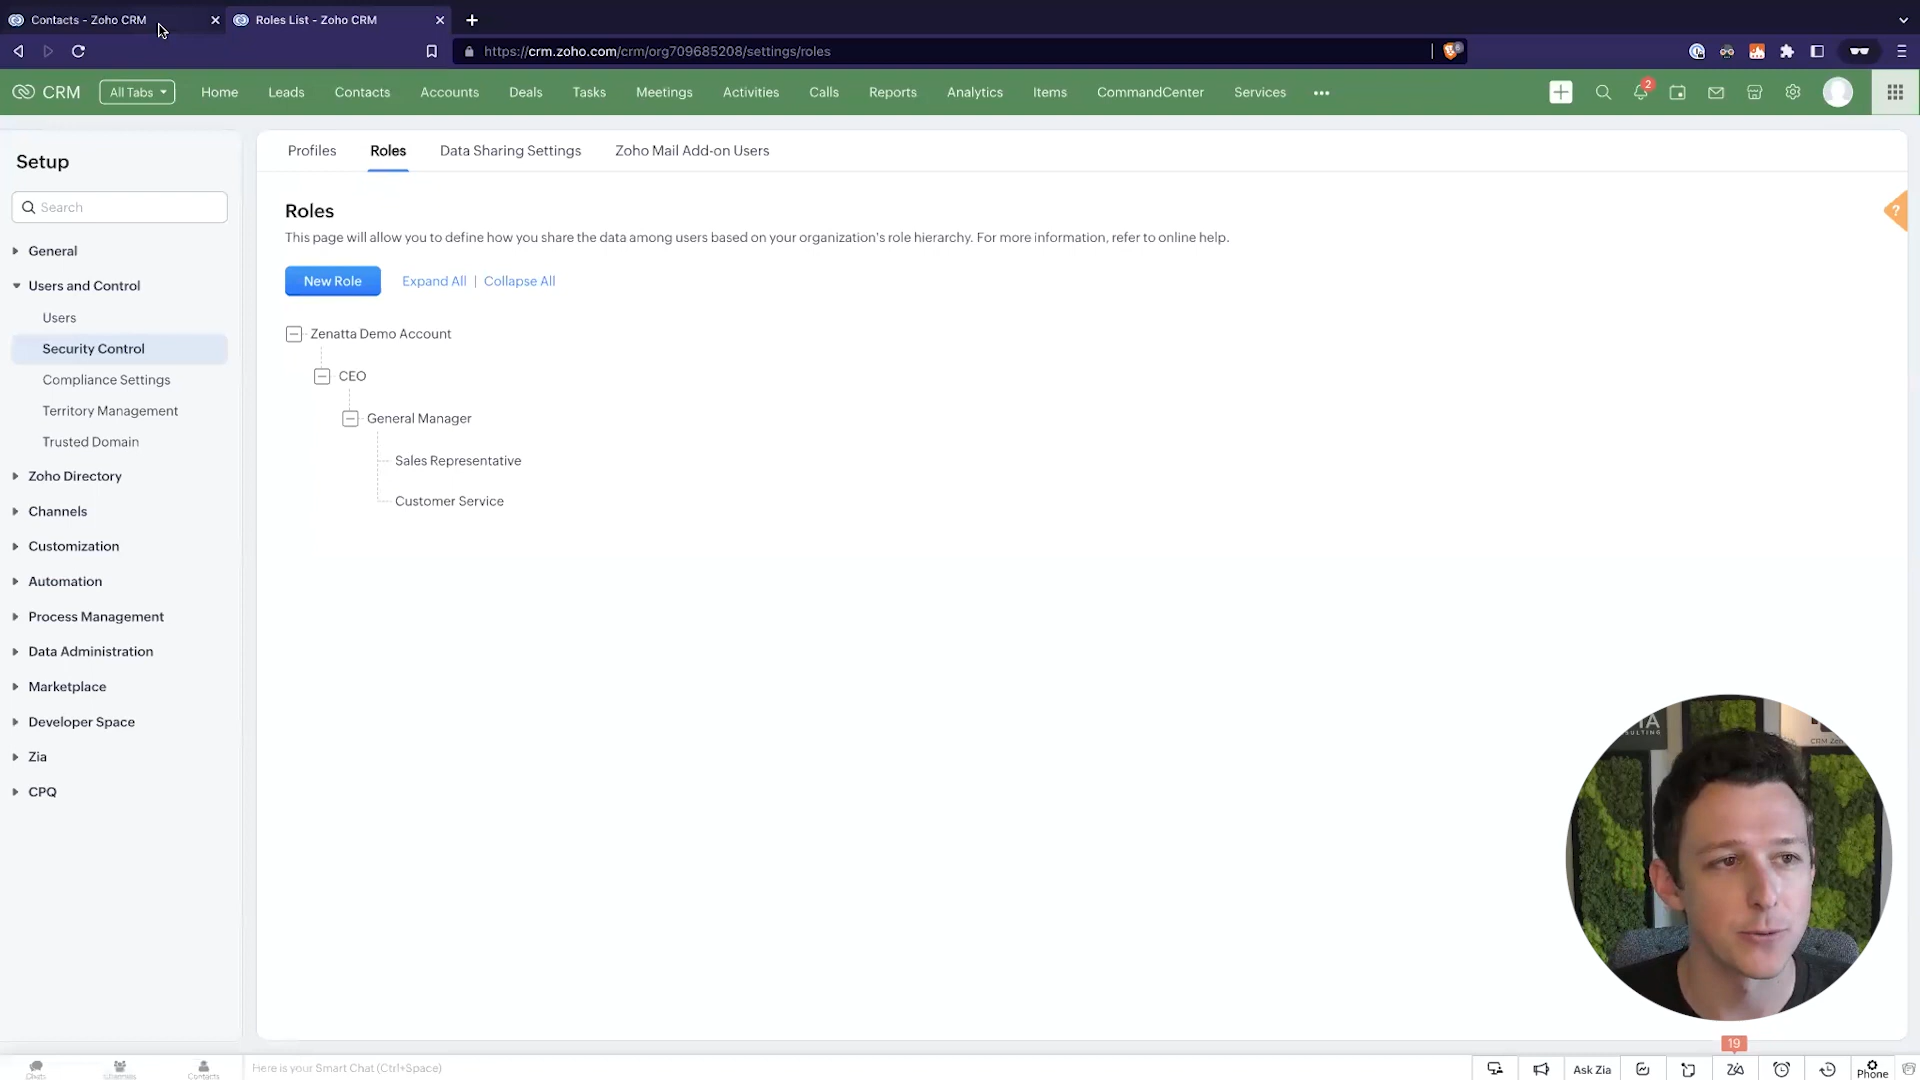 Contacts - Zoho CRM
Roles List - Zoho CRM
https://crm.zoho.com/crm/org709685208/settings/roles
6
CRM
All Tabs
Home
Leads
Contacts
Accounts
Deals
Tasks
Meetings
Activities
Calls
Reports
Analytics
Items
CommandCenter
Services
2
Setup
Search
General
Users and Control
Users
Security Control
Compliance Settings
Territory Management
Trusted Domain
Zoho Directory
Channels
Customization
Automation
Process Management
Data Administration
Marketplace
Developer Space
Zia
CPQ
Profiles
Roles
Data Sharing Settings
Zoho Mail Add-on Users
Roles
This page will allow you to define how you share the data among users based on your organization's role hierarchy. For more information, refer to online help.
New Role
Expand All | Collapse All
Zenatta Demo Account
CEO
General Manager
Sales Representative
Customer Service
?
Chats
Channels
Contacts
Here is your Smart Chat (Ctrl+Space)
Ask Zia
19
Phone